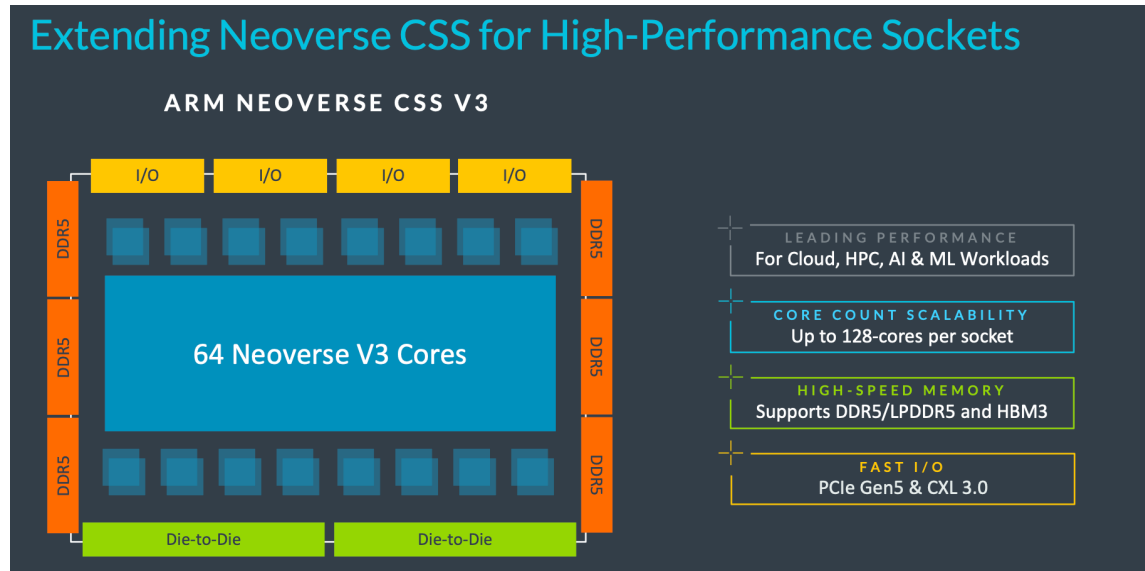 Extending Neoverse CSS for High-Performance Sockets
ARM NEOVERSE CSS V3
I/O
I/O
I/O
I/O
DDR5
DDR5
DDR5
64 Neoverse V3 Cores
DDR5
DDR5
DDR5
Die-to-Die
Die-to-Die
LEADING PERFORMANCE
For Cloud, HPC, AI & ML Workloads
CORE COUNT SCALABILITY
Up to 128-cores per socket
HIGH-SPEED MEMORY
Supports DDR5/LPDDR5 and HBM3
FAST I/O
PCIe Gen5 & CXL 3.0